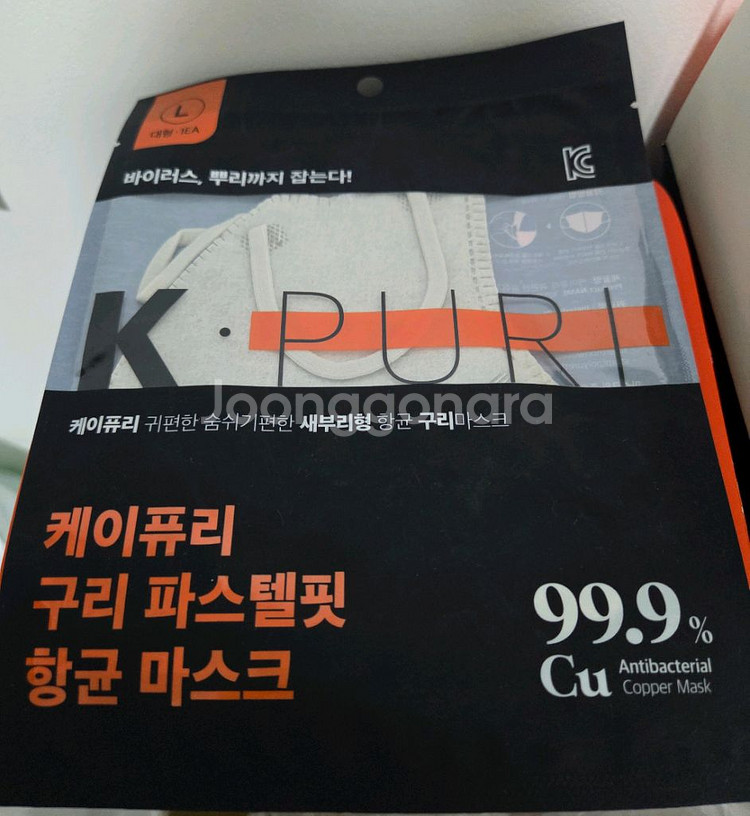 L
대형·1EA
바이러스, 뿌리까지 잡는다!
K·PURI
Joonggonara
케이퓨리 귀편한 숨쉬기편한 새부리형 항균 구리마스크
케이퓨리
구리 파스텔핏
항균 마스크
99.9%
Cu Antibacterial
Copper Mask